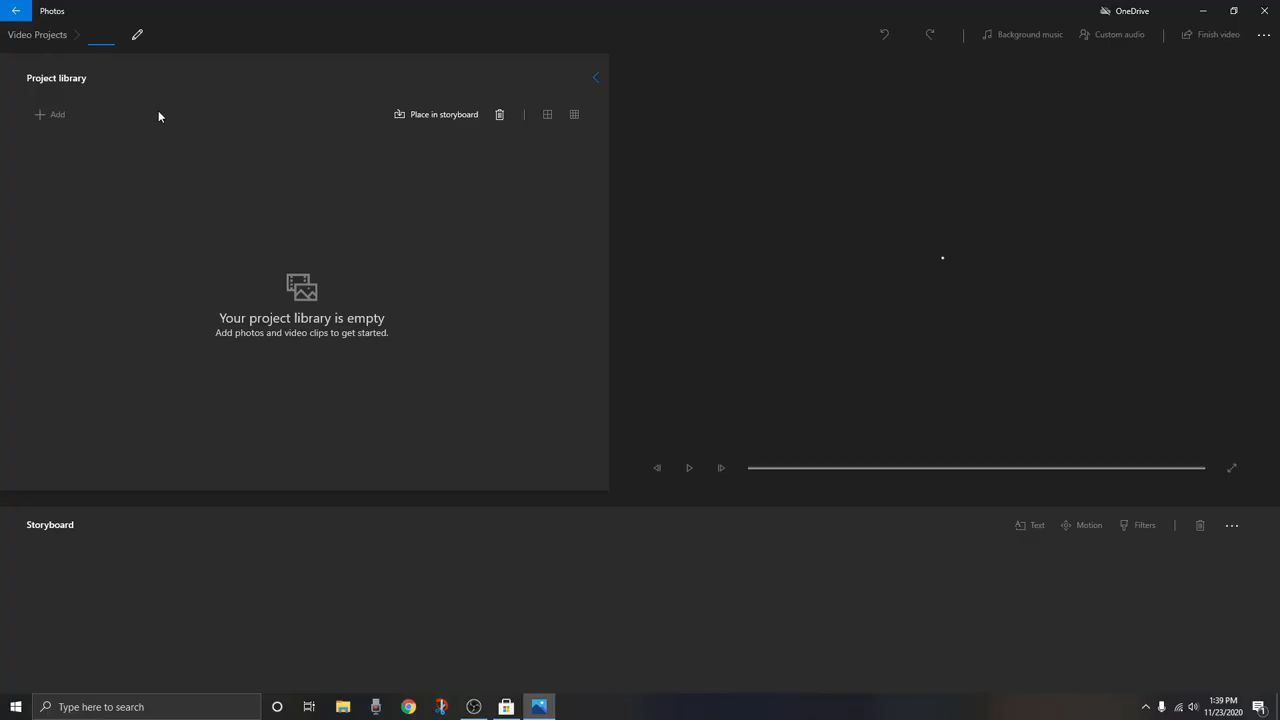 Photos
OneDrive
Video Projects
Background music
Custom audio
Finish video
Project library
Add
Place in storyboard
Your project library is empty
Add photos and video clips to get started.
Storyboard
Text
Motion
Filters
Type here to search
1:39 PM
11/23/2020